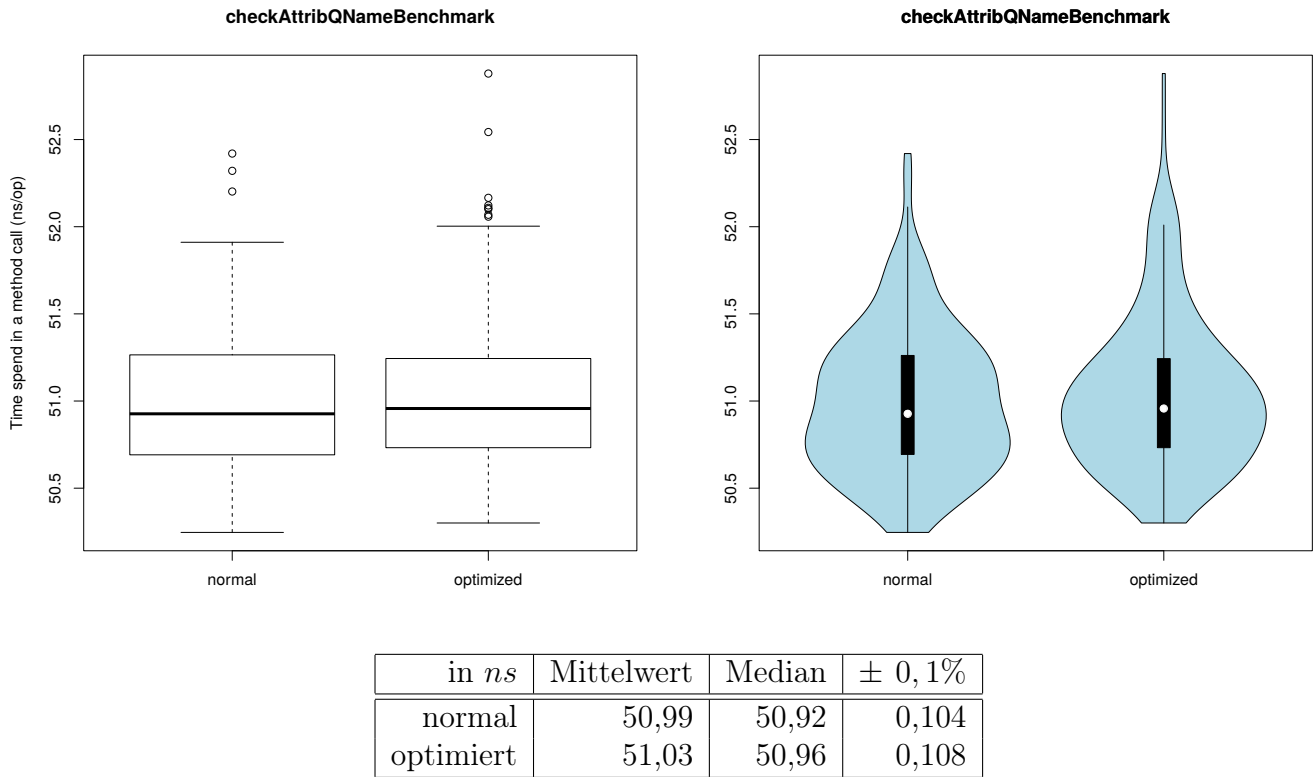 checkAttribQNameBenchmark
Time spend in a method call (ns/op)
52.5
52.0
51.5
51.0
50.5
normal optimized
checkAttribQNameBenchmark
52.5
52.0
51.5
51.0
50.5
normal optimized
in ns Mittelwert Median ± 0, 1%
normal 50,99 50,92 0,104
optimiert 51,03 50,96 0,108